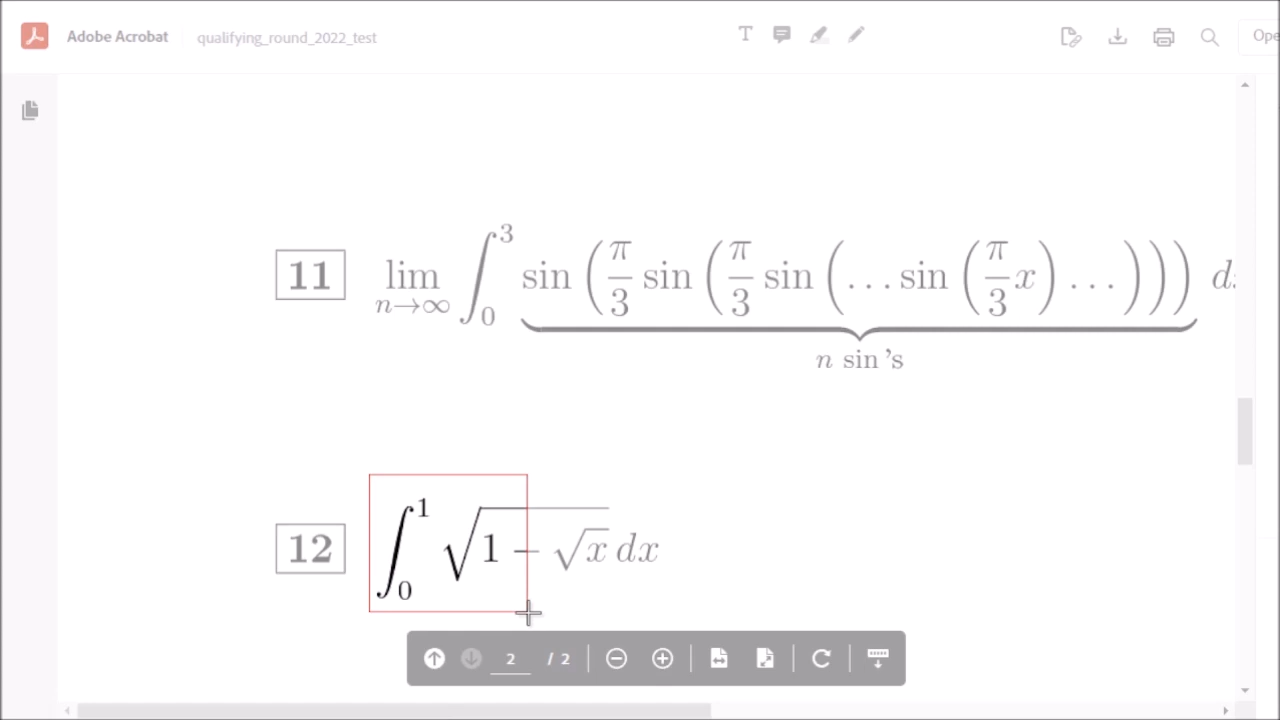 Adobe Acrobat qualifying_round_2022_test
11 lim n→∞ ∫₀³ sin (π/3 sin (π/3 sin (... sin (π/3 x) ...))) d
n sin's
12 ∫₀¹ √(1 − √x) dx
2 / 2